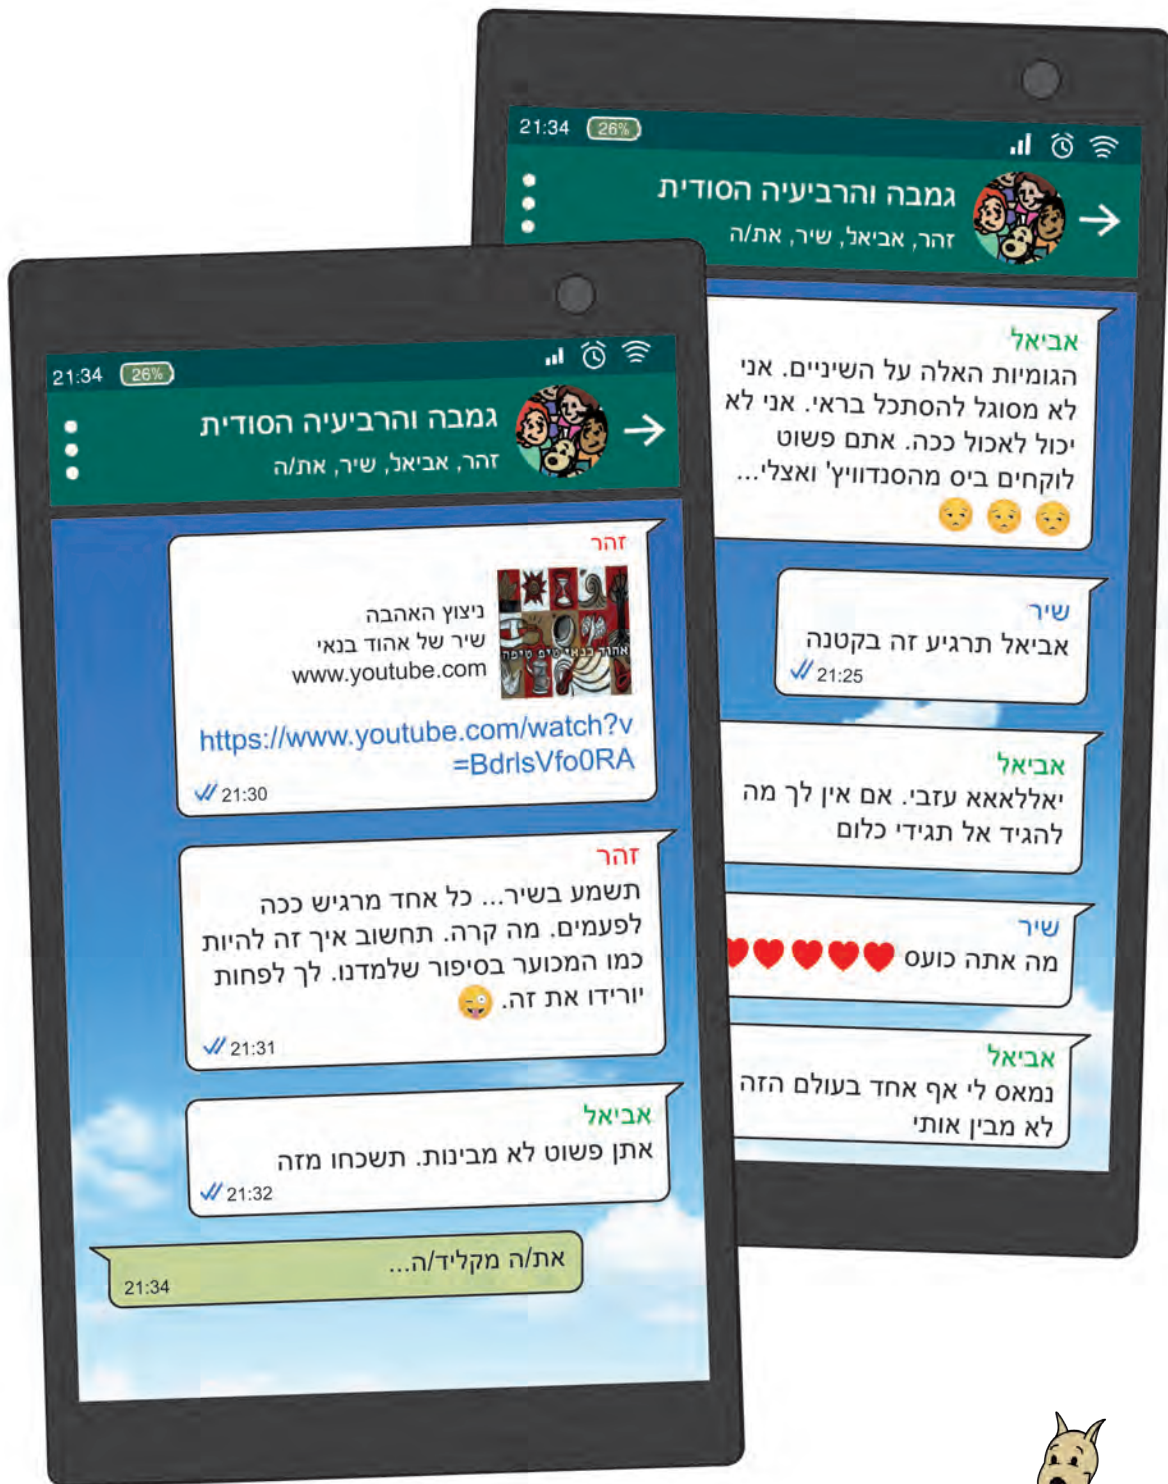 21:34 26%
גמבה והרביעיה הסודית
זהר, אביאל, שיר, את/ה
אביאל
הגומיות האלה על השיניים. אני
לא מסוגל להסתכל בראי. אני לא
יכול לאכול ככה. אתם פשוט
לוקחים ביס מהסנדוויץ' ואצלי...
שיר
אביאל תרגיע זה בקטנה
21:25
אביאל
יאללאאא עזבי. אם אין לך מה
להגיד אל תגידי כלום
שיר
מה אתה כועס
אביאל
נמאס לי אף אחד בעולם הזה
לא מבין אותי
21:34 26%
גמבה והרביעיה הסודית
זהר, אביאל, שיר, את/ה
זהר
אהוד בנאי טיפ טיפה
ניצוץ האהבה
שיר של אהוד בנאי
www.youtube.com
https://www.youtube.com/watch?v
=BdrlsVfo0RA
21:30
זהר
תשמע בשיר... כל אחד מרגיש ככה
לפעמים. מה קרה. תחשוב איך זה להיות
כמו המכוער בסיפור שלמדנו. לך לפחות
יורידו את זה.
21:31
אביאל
אתן פשוט לא מבינות. תשכחו מזה
21:32
את/ה מקליד/ה...
21:34